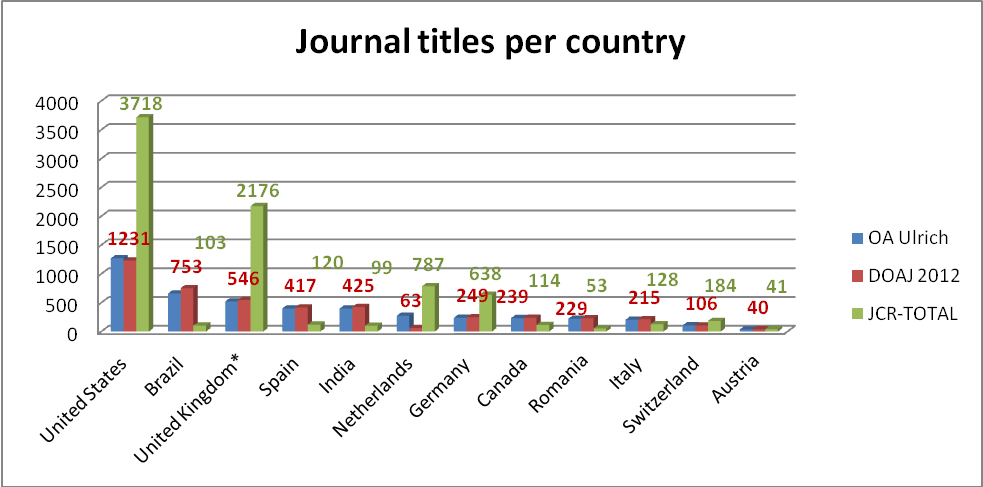 Journal titles per country
4000
3500
3000
2500
2000
1500
1000
500
0
3718
1231
103
753
2176
546
120
417
99
425
787
63
638
249
114
239
53
229
128
215
184
106
41
40
United States
Brazil
United Kingdom*
Spain
India
Netherlands
Germany
Canada
Romania
Italy
Switzerland
Austria
OA Ulrich
DOAJ 2012
JCR-TOTAL